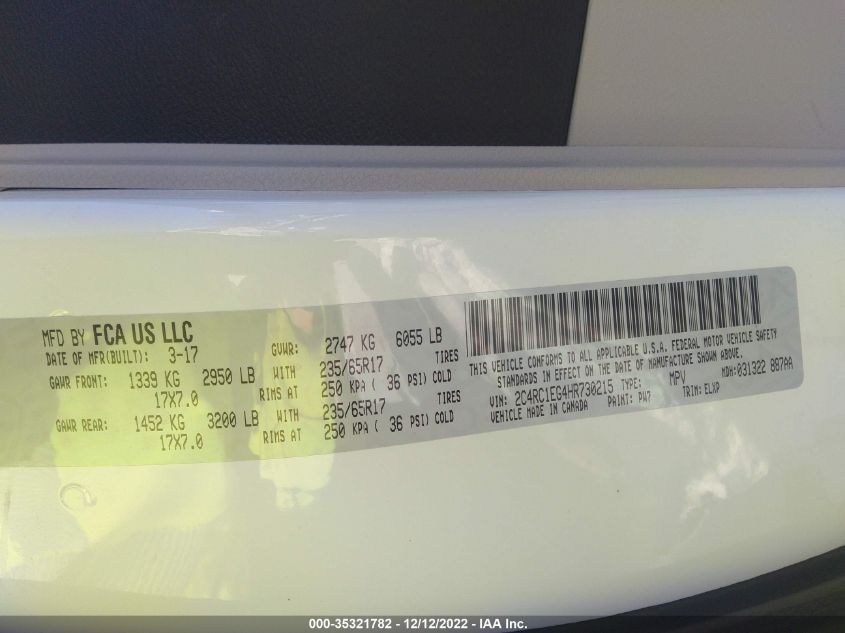 MFD BY FCA US LLC
DATE OF MFR(BUILT): 3-17
GVWR: 2747 KG 6055 LB
GAWR FRONT: 1339 KG 2950 LB WITH 235/65R17 TIRES
17X7.0 RIMS AT 250 KPA ( 36 PSI) COLD
GAWR REAR: 1452 KG 3200 LB WITH 235/65R17 TIRES
17X7.0 RIMS AT 250 KPA ( 36 PSI) COLD
THIS VEHICLE CONFORMS TO ALL APPLICABLE U.S.A. FEDERAL MOTOR VEHICLE SAFETY
STANDARDS IN EFFECT ON THE DATE OF MANUFACTURE SHOWN ABOVE.
MDH:031322 887AA
VIN: 2C4RC1EG4HR730215 TYPE: MPV
VEHICLE MADE IN CANADA PAINT: PW7 TRIM: ELXP
000-35321782 - 12/12/2022 - IAA Inc.